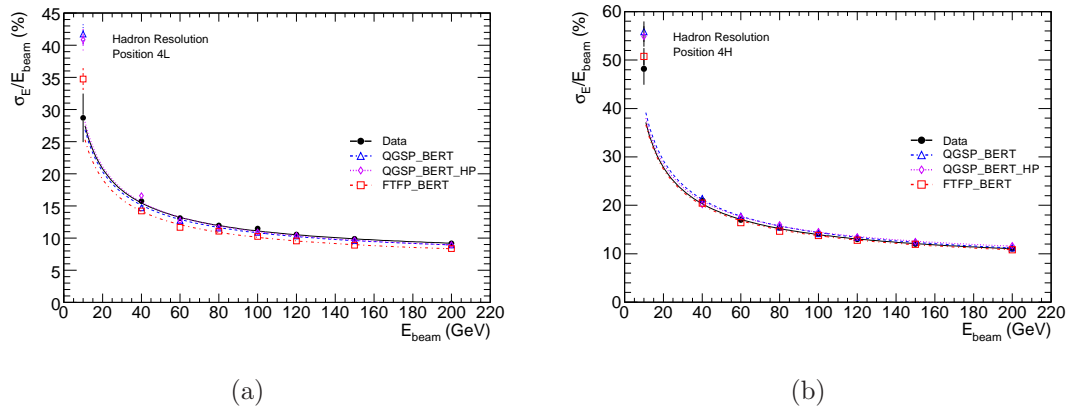 σE/Ebeam (%)
45
40
35
30
25
20
15
10
5
0
Hadron Resolution
Position 4L
Data
QGSP_BERT
QGSP_BERT_HP
FTFP_BERT
0 20 40 60 80 100 120 140 160 180 200 220
Ebeam (GeV)
(a)
σE/Ebeam (%)
60
50
40
30
20
10
0
Hadron Resolution
Position 4H
Data
QGSP_BERT
QGSP_BERT_HP
FTFP_BERT
0 20 40 60 80 100 120 140 160 180 200 220
Ebeam (GeV)
(b)